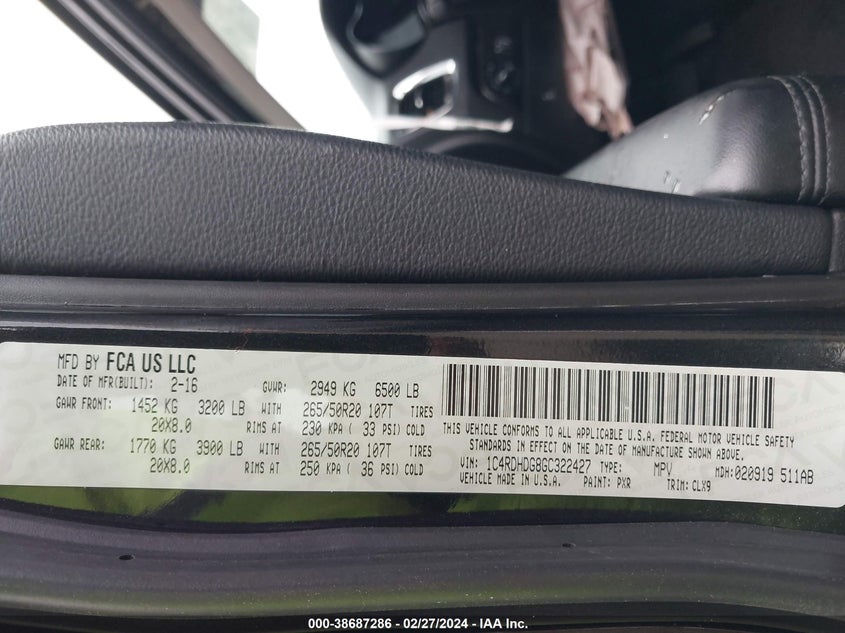 MFD BY FCA US LLC
DATE OF MFR(BUILT): 2-16 GVWR: 2949 KG 6500 LB
GAWR FRONT: 1452 KG 3200 LB WITH 265/50R20 107T TIRES
20X8.0 RIMS AT 230 KPA ( 33 PSI) COLD
GAWR REAR: 1770 KG 3900 LB WITH 265/50R20 107T TIRES
20X8.0 RIMS AT 250 KPA ( 36 PSI) COLD
THIS VEHICLE CONFORMS TO ALL APPLICABLE U.S.A. FEDERAL MOTOR VEHICLE SAFETY
STANDARDS IN EFFECT ON THE DATE OF MANUFACTURE SHOWN ABOVE.
VIN: 1C4RDHDG8GC322427 TYPE: MPV MDH:020919 511AB
VEHICLE MADE IN U.S.A. PAINT: PXR TRIM: CLX9
000-38687286 - 02/27/2024 - IAA Inc.